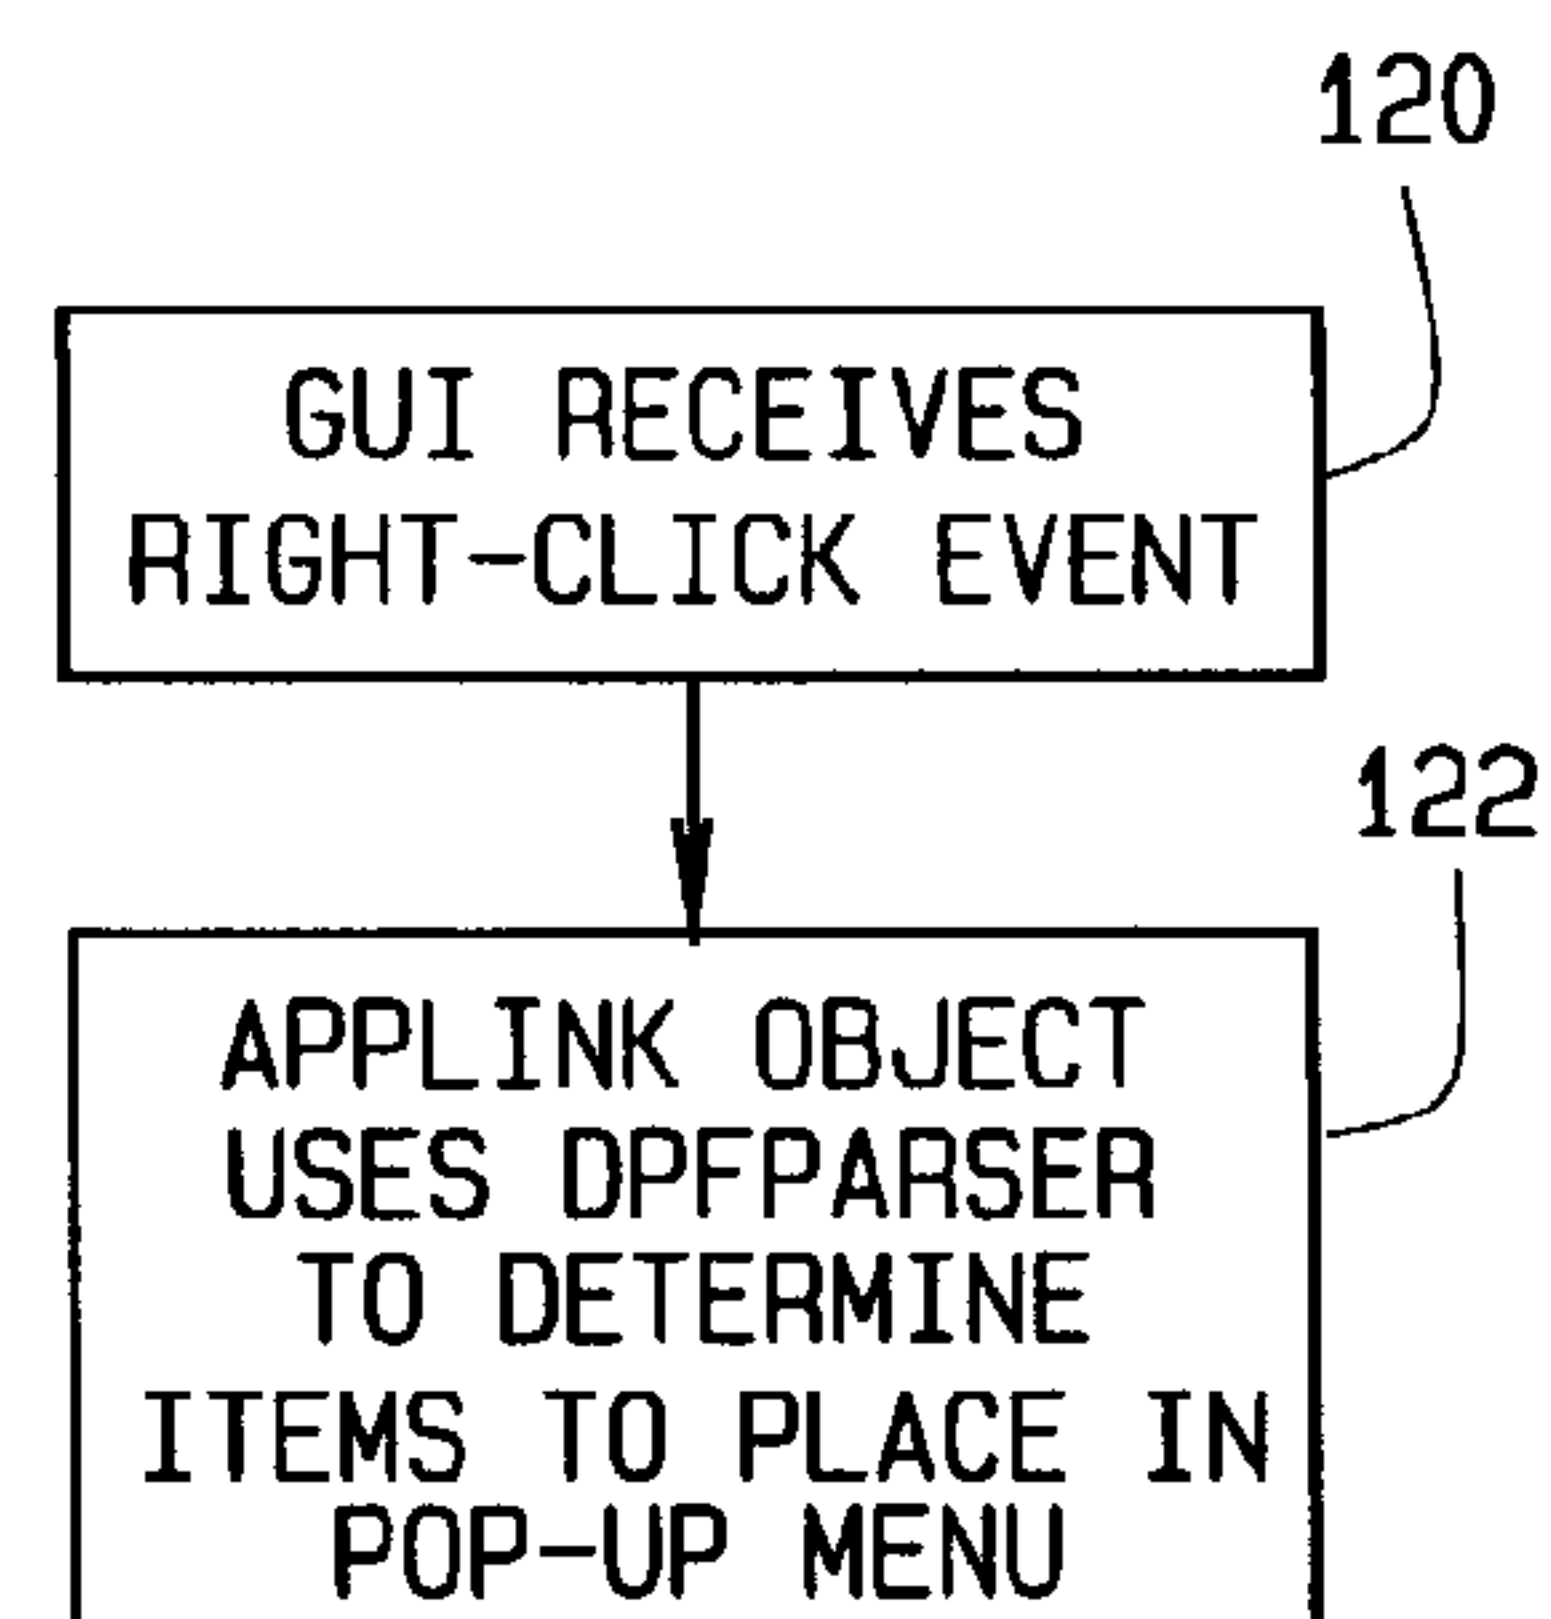 120
GUI RECEIVES
RIGHT-CLICK EVENT
122
APPLINK OBJECT
USES DPFPARSER
TO DETERMINE
ITEMS TO PLACE IN
POP-UP MENU